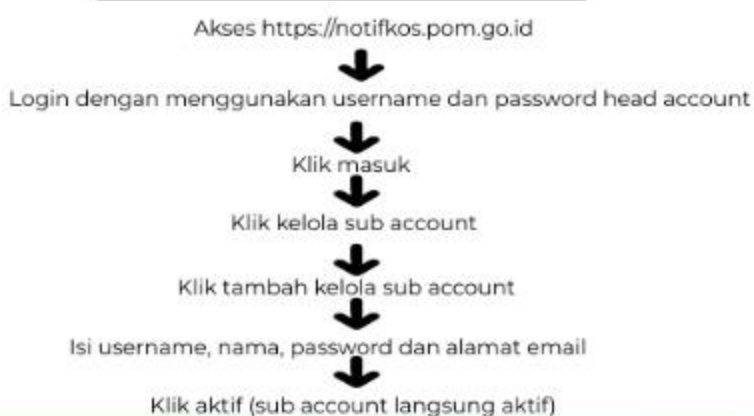 Akses https://notifkos.pom.go.id
Login dengan menggunakan username dan password head account
Klik masuk
Klik kelola sub account
Klik tambah kelola sub account
Isi username, nama, password dan alamat email
Klik aktif (sub account langsung aktif)